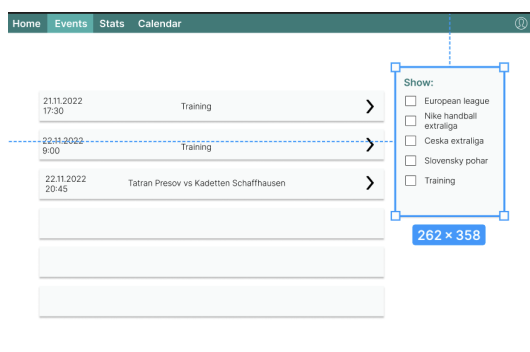 Home Events Stats Calendar
Show:
European league
Nike handball
extraliga
Ceska extraliga
Slovensky pohar
Training
262 × 358
21.11.2022
17:30
Training
22.11.2022
9:00
Training
22.11.2022
20:45
Tatran Presov vs Kadetten Schaffhausen